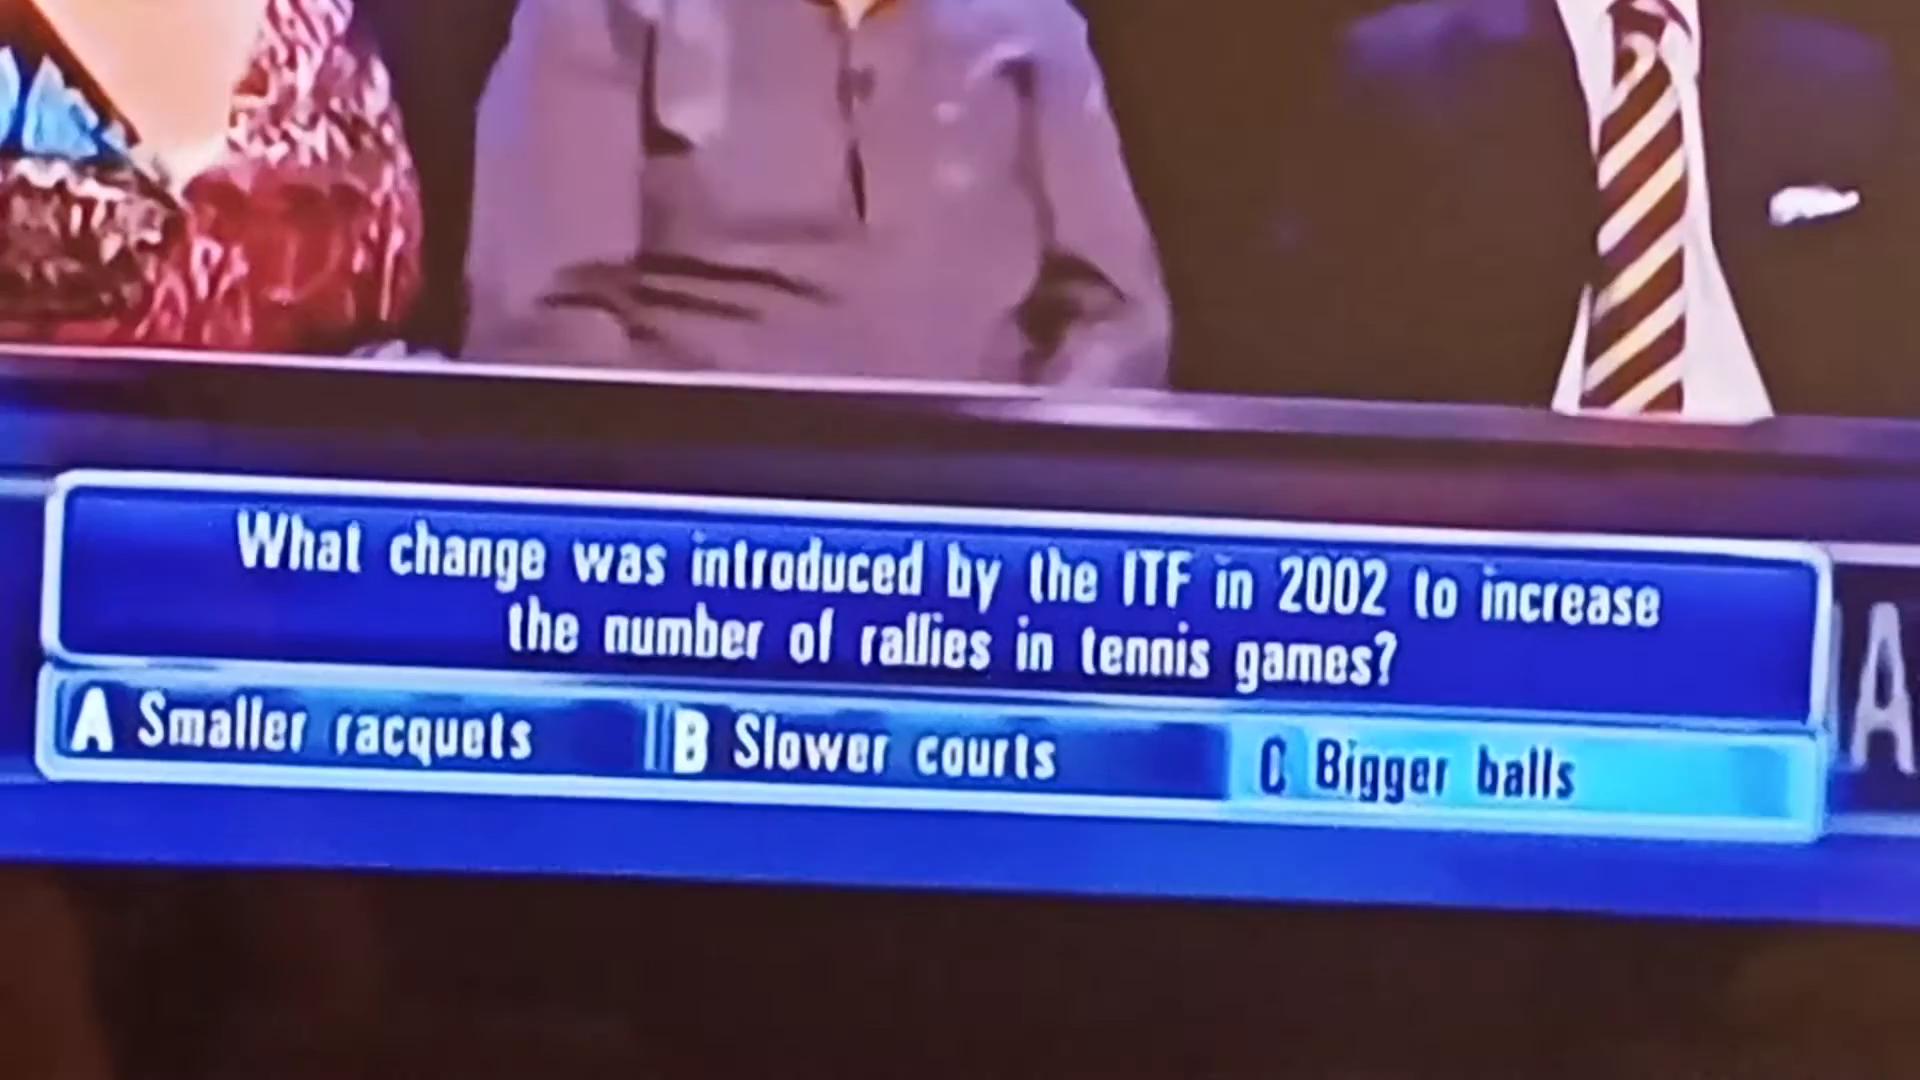 What change was introduced by the ITF in 2002 to increase
the number of rallies in tennis games?
A Smaller racquets B Slower courts C Bigger balls
A